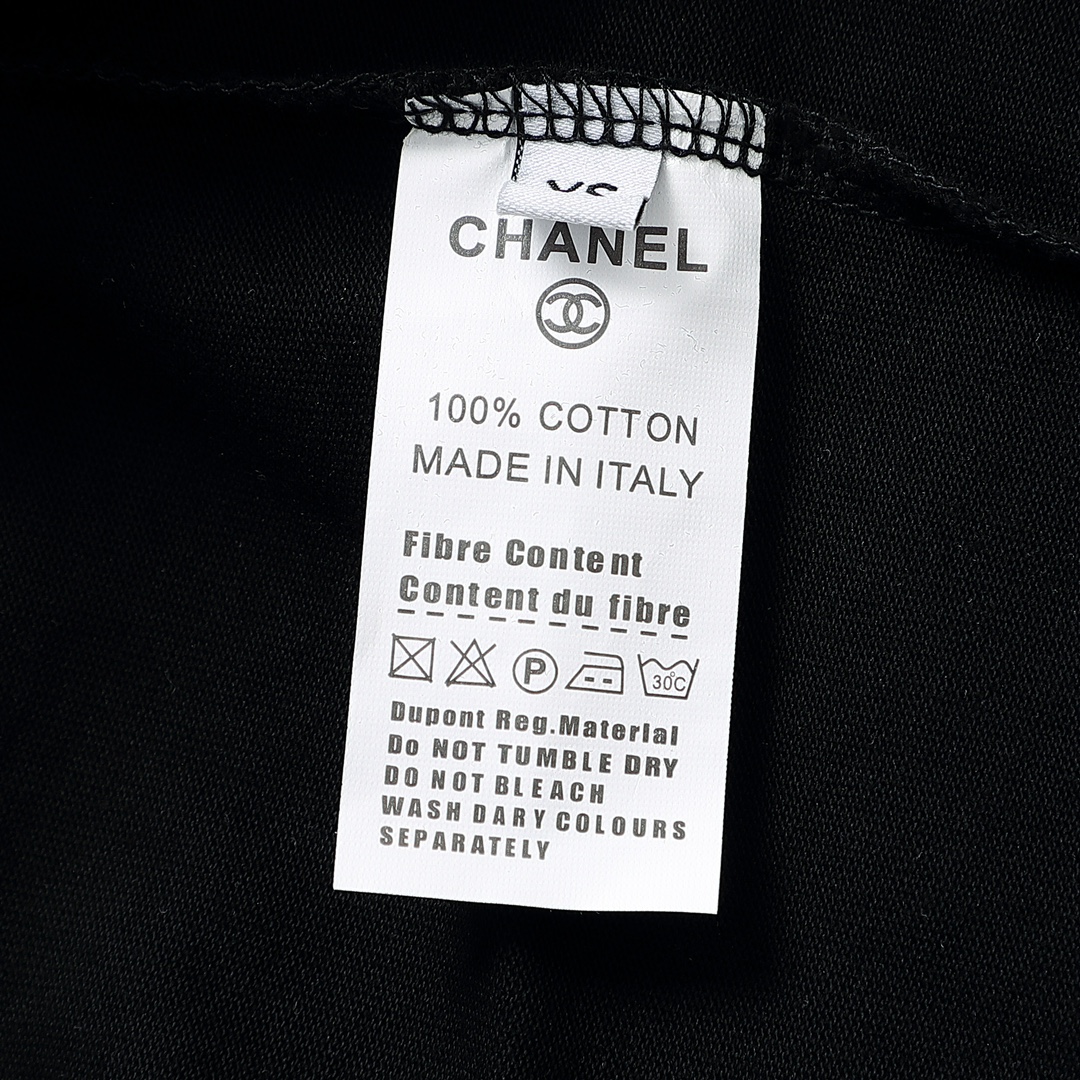 CHANEL
100% COTTON
MADE IN ITALY
Fibre Content
Content du fibre
P
30°C
Dupont Reg.Material
Do NOT TUMBLE DRY
DO NOT BLEACH
WASH DARY COLOURS
SEPARATELY